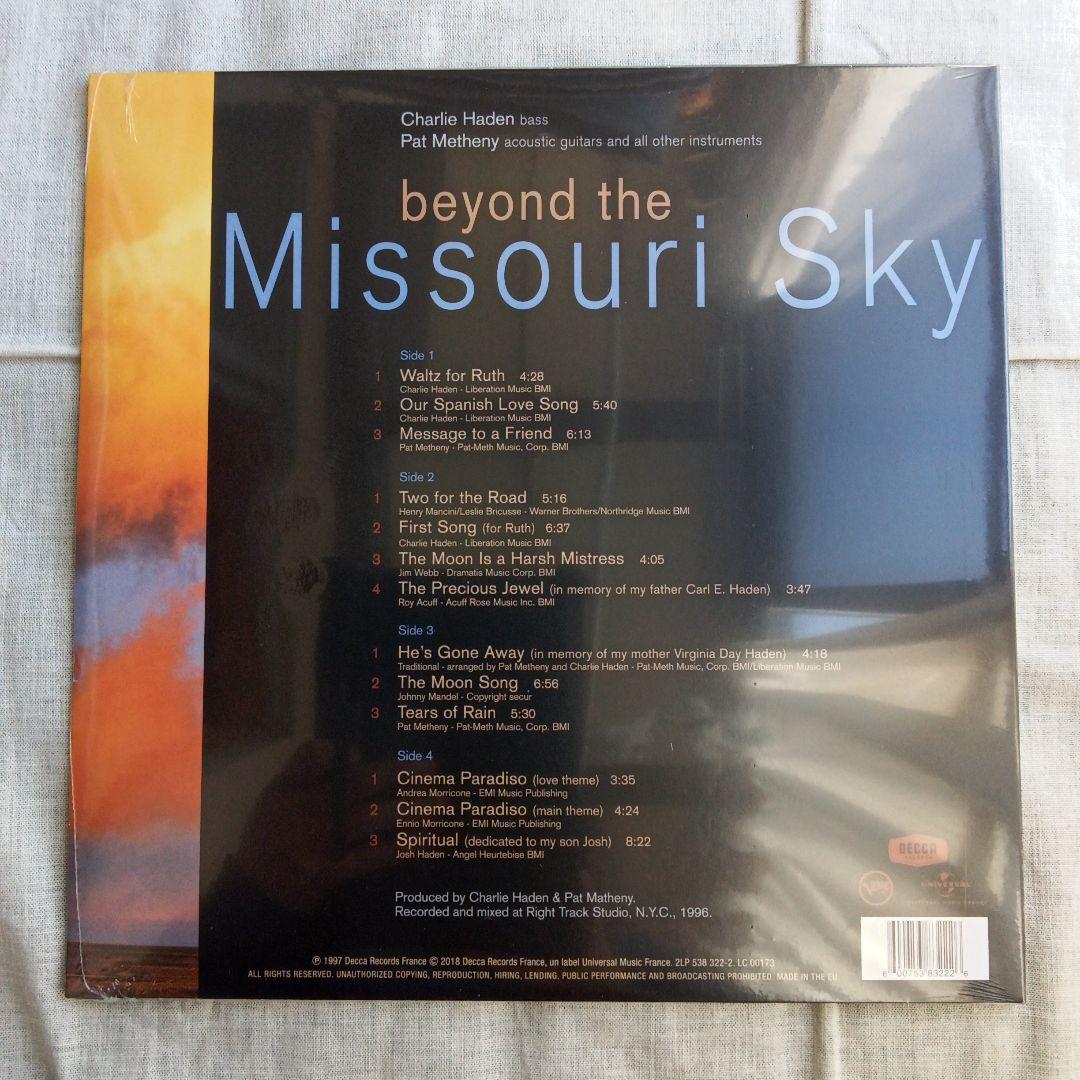 Charlie Haden bass
Pat Metheny acoustic guitars and all other instruments
beyond the
Missouri Sky
Side 1
1 Waltz for Ruth 4:28
Charlie Haden - Liberation Music BMI
2 Our Spanish Love Song 5:40
Charlie Haden - Liberation Music BMI
3 Message to a Friend 6:13
Pat Metheny - Pat-Meth Music, Corp. BMI
Side 2
1 Two for the Road 5:16
Henry Mancini/Leslie Bricusse - Warner Brothers/Northridge Music BMI
2 First Song (for Ruth) 6:37
Charlie Haden - Liberation Music BMI
3 The Moon Is a Harsh Mistress 4:05
Jim Webb - Dramatis Music Corp. BMI
4 The Precious Jewel (in memory of my father Carl E. Haden) 3:47
Roy Acuff - Acuff Rose Music Inc. BMI
Side 3
1 He's Gone Away (in memory of my mother Virginia Day Haden) 4:18
Traditional - arranged by Pat Metheny and Charlie Haden - Pat-Meth Music, Corp. BMI/Liberation Music BMI
2 The Moon Song 6:56
Johnny Mandel - Copyright secur
3 Tears of Rain 5:30
Pat Metheny - Pat-Meth Music, Corp. BMI
Side 4
1 Cinema Paradiso (love theme) 3:35
Andrea Morricone - EMI Music Publishing
2 Cinema Paradiso (main theme) 4:24
Ennio Morricone - EMI Music Publishing
3 Spiritual (dedicated to my son Josh) 8:22
Josh Haden - Angel Heurtebise BMI
DECCA
RECORDS
VERVE
UNIVERSAL
UNIVERSAL MUSIC FRANCE
Produced by Charlie Haden & Pat Matheny.
Recorded and mixed at Right Track Studio, N.Y.C., 1996.
℗ 1997 Decca Records France © 2018 Decca Records France, un label Universal Music France. 2LP 538 322-2. LC 00173
ALL RIGHTS RESERVED. UNAUTHORIZED COPYING, REPRODUCTION, HIRING, LENDING, PUBLIC PERFORMANCE AND BROADCASTING PROHIBITED. MADE IN THE EU
6 00753 83222 6